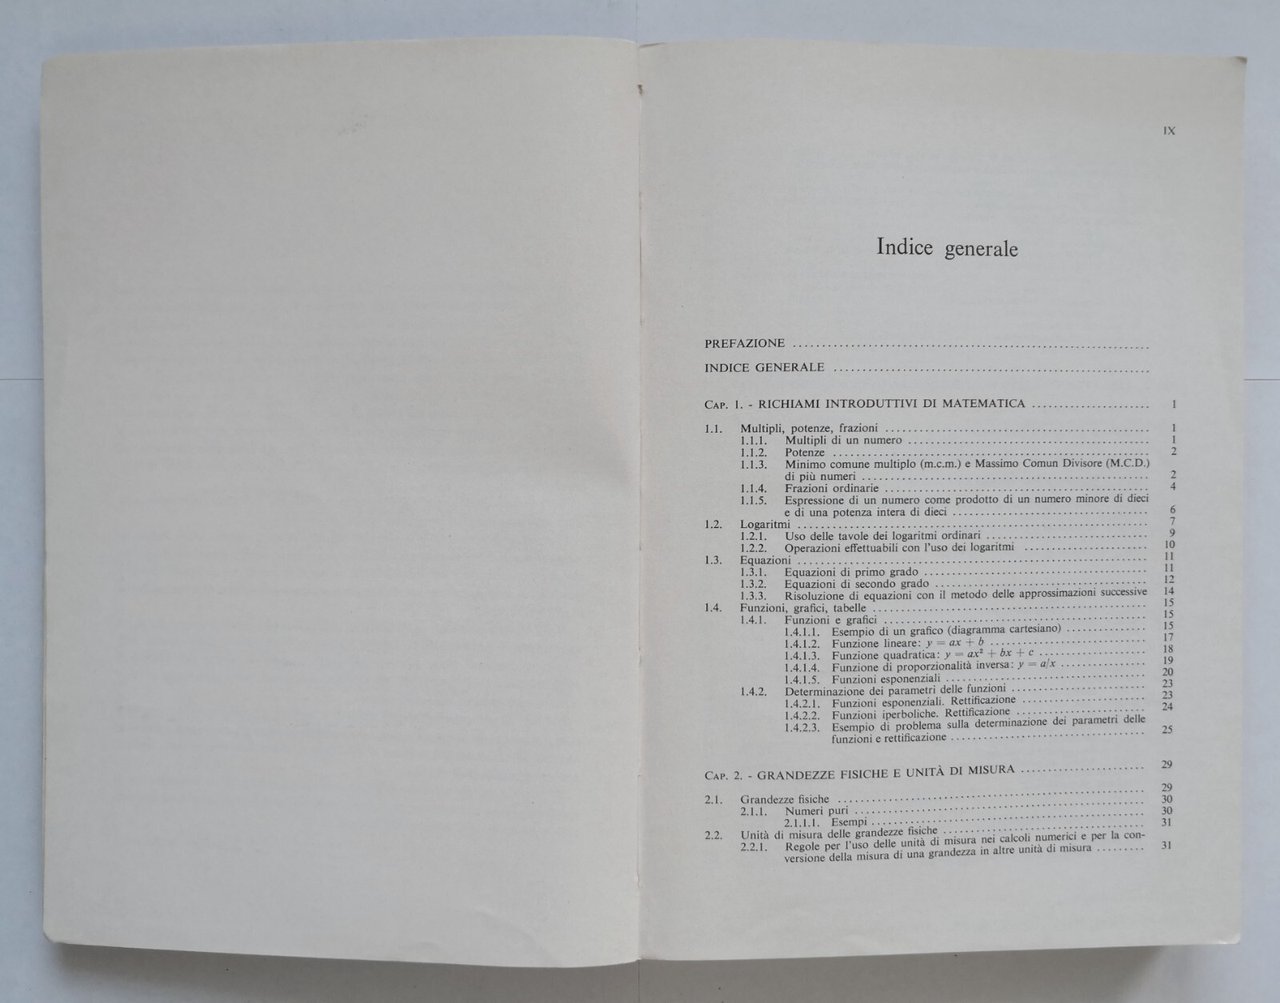 IX
Indice generale
PREFAZIONE
INDICE GENERALE
CAP. 1. - RICHIAMI INTRODUTTIVI DI MATEMATICA 1
1.1. Multipli, potenze, frazioni 1
1.1.1. Multipli di un numero 1
1.1.2. Potenze 2
1.1.3. Minimo comune multiplo (m.c.m.) e Massimo Comun Divisore (M.C.D.)
di più numeri 2
1.1.4. Frazioni ordinarie 4
1.1.5. Espressione di un numero come prodotto di un numero minore di dieci
e di una potenza intera di dieci 6
1.2. Logaritmi 7
1.2.1. Uso delle tavole dei logaritmi ordinari 9
1.2.2. Operazioni effettuabili con l'uso dei logaritmi 10
1.3. Equazioni 11
1.3.1. Equazioni di primo grado 11
1.3.2. Equazioni di secondo grado 12
1.3.3. Risoluzione di equazioni con il metodo delle approssimazioni successive 14
1.4. Funzioni, grafici, tabelle 15
1.4.1. Funzioni e grafici 15
1.4.1.1. Esempio di un grafico (diagramma cartesiano) 15
1.4.1.2. Funzione lineare: y = ax + b 17
1.4.1.3. Funzione quadratica: y = ax² + bx + c 18
1.4.1.4. Funzione di proporzionalità inversa: y = a/x 19
1.4.1.5. Funzioni esponenziali 20
1.4.2. Determinazione dei parametri delle funzioni 23
1.4.2.1. Funzioni esponenziali. Rettificazione 23
1.4.2.2. Funzioni iperboliche. Rettificazione 24
1.4.2.3. Esempio di problema sulla determinazione dei parametri delle
funzioni e rettificazione 25
CAP. 2. - GRANDEZZE FISICHE E UNITÀ DI MISURA 29
2.1. Grandezze fisiche 29
2.1.1. Numeri puri 30
2.1.1.1. Esempi 30
2.2. Unità di misura delle grandezze fisiche 31
2.2.1. Regole per l'uso delle unità di misura nei calcoli numerici e per la con-
versione della misura di una grandezza in altre unità di misura 31